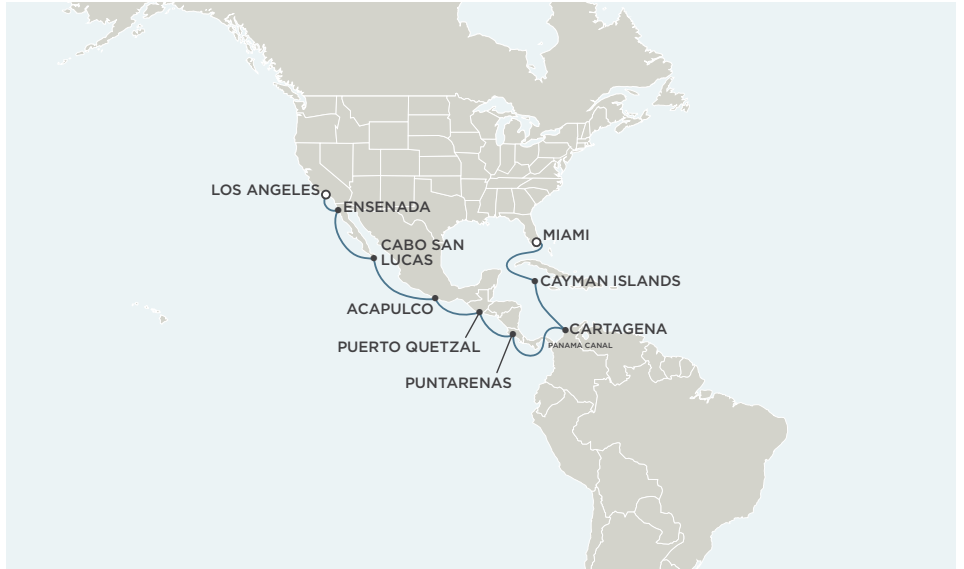 LOS ANGELES
ENSENADA
MIAMI
CABO SAN
LUCAS
CAYMAN ISLANDS
ACAPULCO
CARTAGENA
PUERTO QUETZAL
PANAMA CANAL
PUNTARENAS